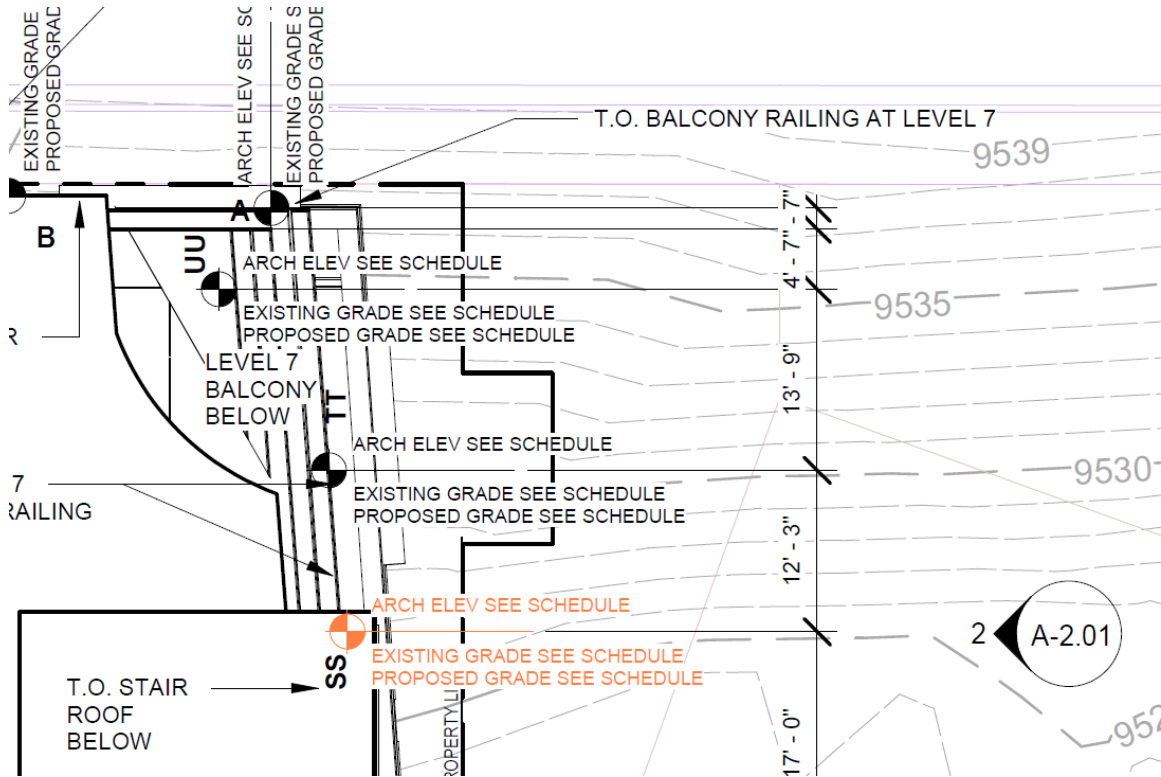 EXISTING GRADE
PROPOSED GRAD
ARCH ELEV SEE SC
EXISTING GRADE S
PROPOSED GRADE
T.O. BALCONY RAILING AT LEVEL 7
9539
A
B
7"
4' - 7"
UU
ARCH ELEV SEE SCHEDULE
EXISTING GRADE SEE SCHEDULE
PROPOSED GRADE SEE SCHEDULE
9535
R
LEVEL 7
BALCONY
BELOW
13' - 9"
TT
ARCH ELEV SEE SCHEDULE
9530
7
RAILING
EXISTING GRADE SEE SCHEDULE
PROPOSED GRADE SEE SCHEDULE
12' - 3"
ARCH ELEV SEE SCHEDULE
2
A-2.01
SS
EXISTING GRADE SEE SCHEDULE
PROPOSED GRADE SEE SCHEDULE
T.O. STAIR
ROOF
BELOW
ROPERTY LI
17' - 0"
952